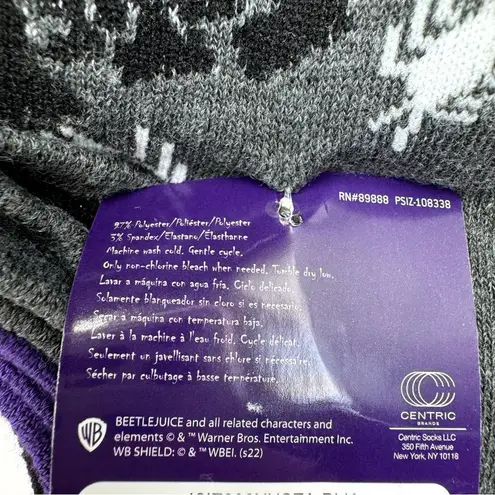 RN#89888 PSIZ-108338
97% Polyester/Poliéster/Polyester
3% Spandex/Elastano/Élasthanne
Machine wash cold. Gentle cycle.
Only non-chlorine bleach when needed. Tumble dry low.
Lavar a máquina con agua fría. Ciclo delicado.
Solamente blanqueador sin cloro si es necesario.
Secar a máquina con temperatura baja.
Laver à la machine à l'eau froid. Cycle delicat.
Seulement un javellisant sans chlore si nécessaire.
Sécher par culbutage à basse température.
WB
BEETLEJUICE and all related characters and
elements © & ™ Warner Bros. Entertainment Inc.
WB SHIELD: © & ™ WBEI. (s22)
CENTRIC
BRANDS
Centric Socks LLC
350 Fifth Avenue
New York, NY 10118